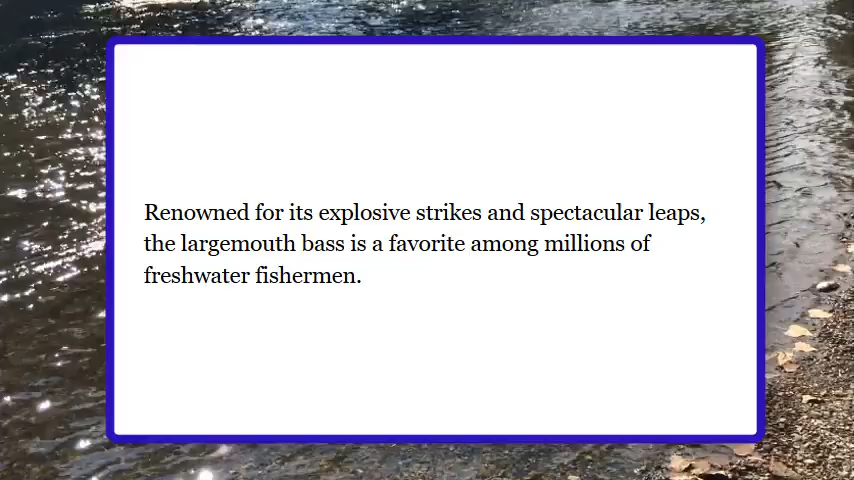 Renowned for its explosive strikes and spectacular leaps,
the largemouth bass is a favorite among millions of
freshwater fishermen.